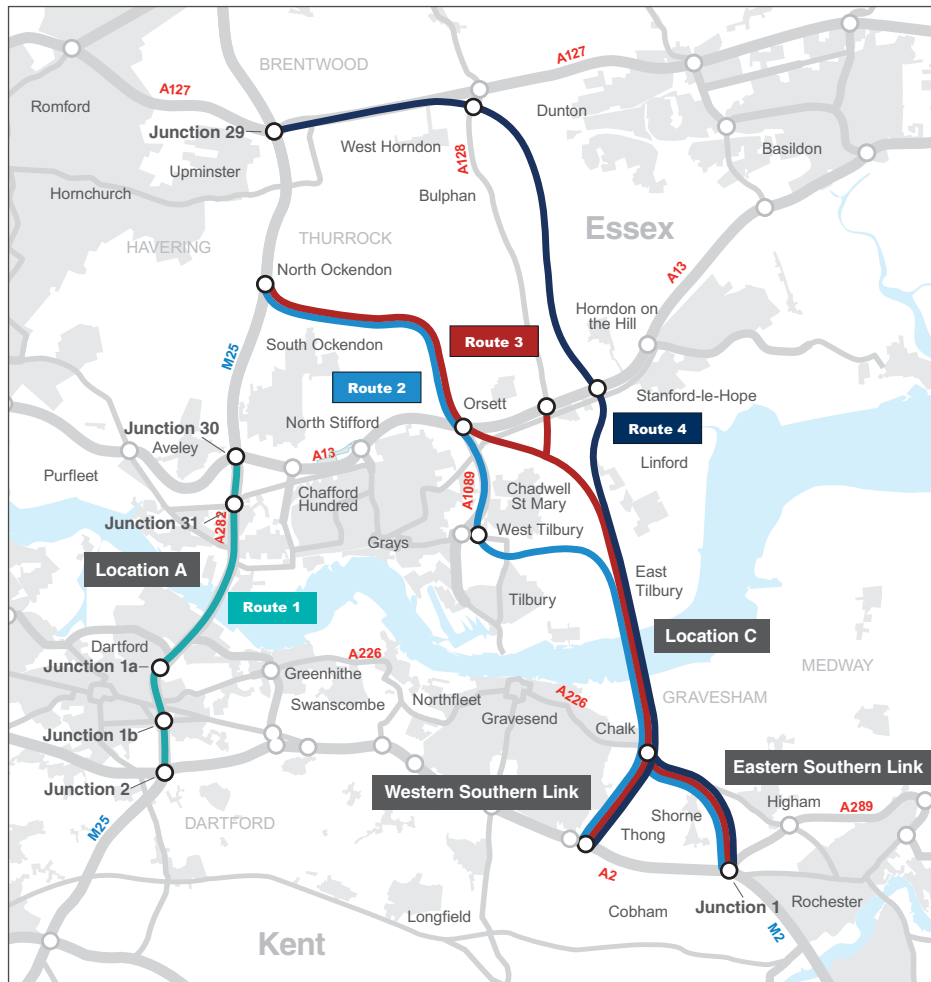 BRENTWOOD
A127
A127
Romford
Dunton
Junction 29
West Horndon
Basildon
Upminster
A128
Hornchurch
Bulphan
Essex
HAVERING
THURROCK
North Ockendon
A13
Horndon on
the Hill
M25
South Ockendon
Route 3
Route 2
Orsett
Stanford-le-Hope
North Stifford
Junction 30
Route 4
Aveley
A13
Linford
Purfleet
Chafford
Hundred
A1089
Chadwell
St Mary
Junction 31
A282
West Tilbury
Grays
Location A
East
Tilbury
Tilbury
Route 1
Location C
Dartford
A226
MEDWAY
Junction 1a
Greenhithe
GRAVESHAM
Swanscombe
Northfleet
A226
Gravesend
Chalk
Junction 1b
Eastern Southern Link
Junction 2
Western Southern Link
Higham
A289
Shorne
M25
DARTFORD
Thong
A2
Rochester
Junction 1
Longfield
Cobham
M2
Kent